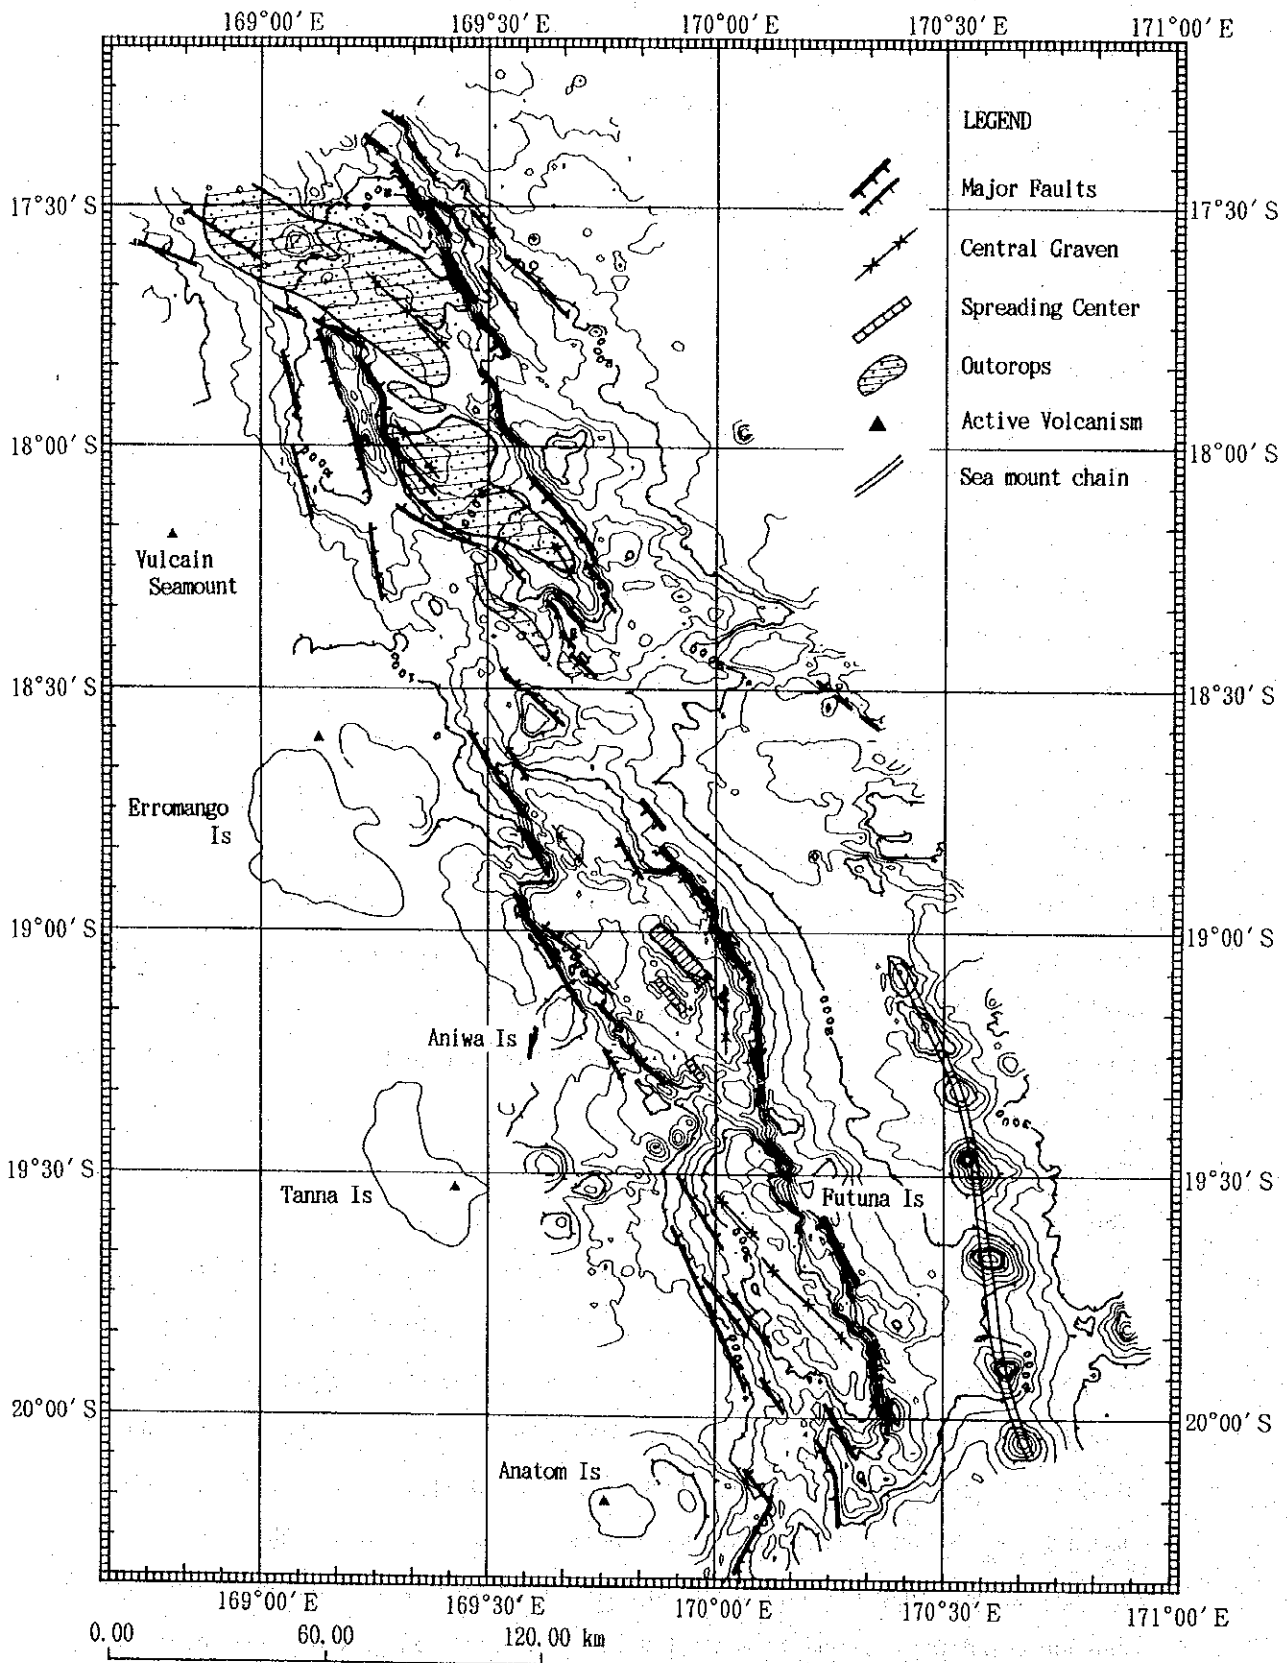 169°00' E
169°30' E
170°00' E
170°30' E
171°00' E
LEGEND
Major Faults
Central Graven
Spreading Center
Outorops
Active Volcanism
Sea mount chain
17°30' S
17°30' S
18°00' S
18°00' S
Vulcain
Seamount
18°30' S
18°30' S
Erromango
Is
19°00' S
19°00' S
Aniwa Is
19°30' S
19°30' S
Tanna Is
Futuna Is
20°00' S
20°00' S
Anatom Is
169°00' E
169°30' E
170°00' E
170°30' E
171°00' E
0.00
60.00
120.00 km